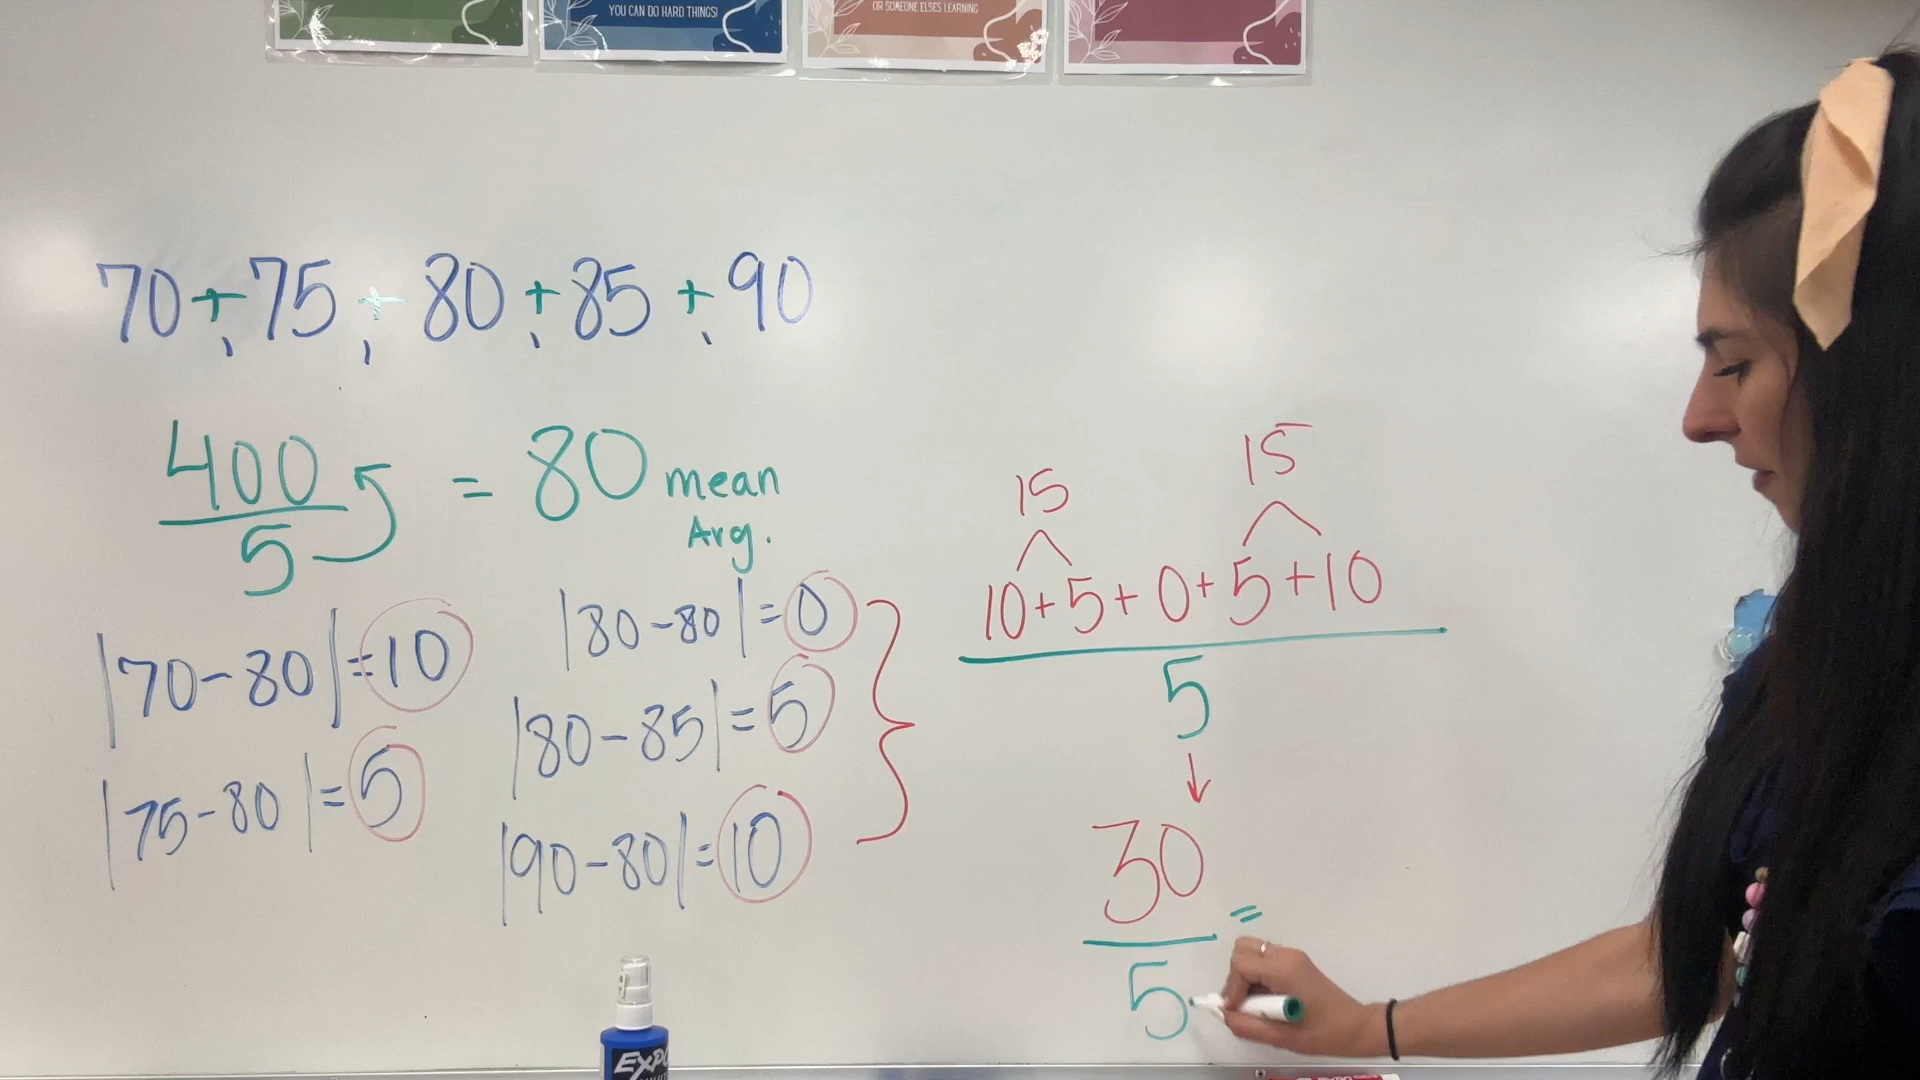 YOU CAN DO HARD THINGS!
OR SOMEONE ELSES LEARNING
70+, 75+, 80+, 85+, 90
400/5 = 80 mean
Avg.
|70-80|=10
|75-80|=5
|80-80|=0
|80-85|=5
|90-80|=10
15 15
10+5+0+5+10
5
30
=
5
EXPO